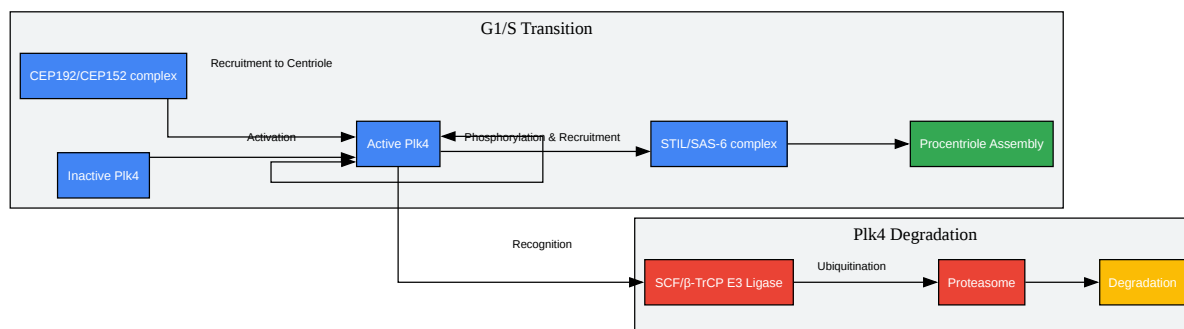 G1/S Transition
CEP192/CEP152 complex
Recruitment to Centriole
Activation
Active Plk4
Phosphorylation & Recruitment
STIL/SAS-6 complex
Procentriole Assembly
Inactive Plk4
Plk4 Degradation
Recognition
SCF/β-TrCP E3 Ligase
Ubiquitination
Proteasome
Degradation